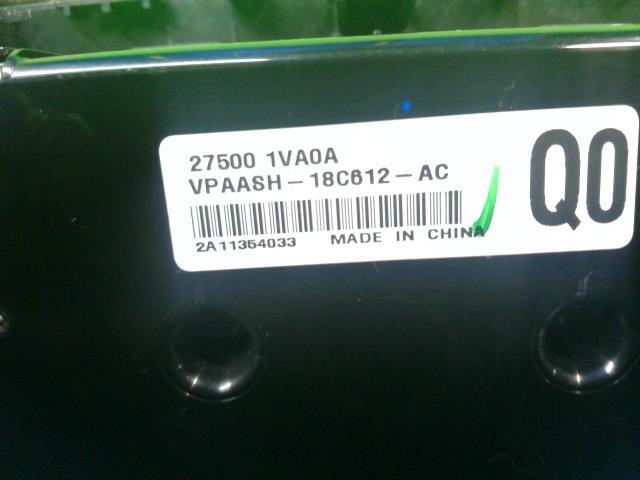 27500 1VA0A
VPAASH-18C612-AC
2A11354033 MADE IN CHINA
Q0